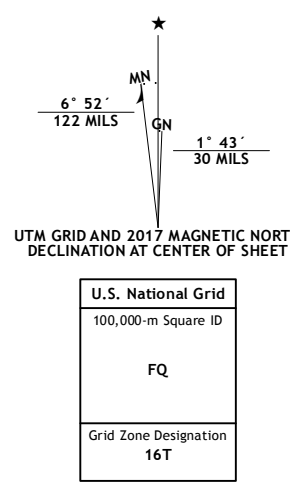 MN
6° 52´
122 MILS
GN
1° 43´
30 MILS
UTM GRID AND 2017 MAGNETIC NORT
DECLINATION AT CENTER OF SHEET
U.S. National Grid
100,000-m Square ID
FQ
Grid Zone Designation
16T